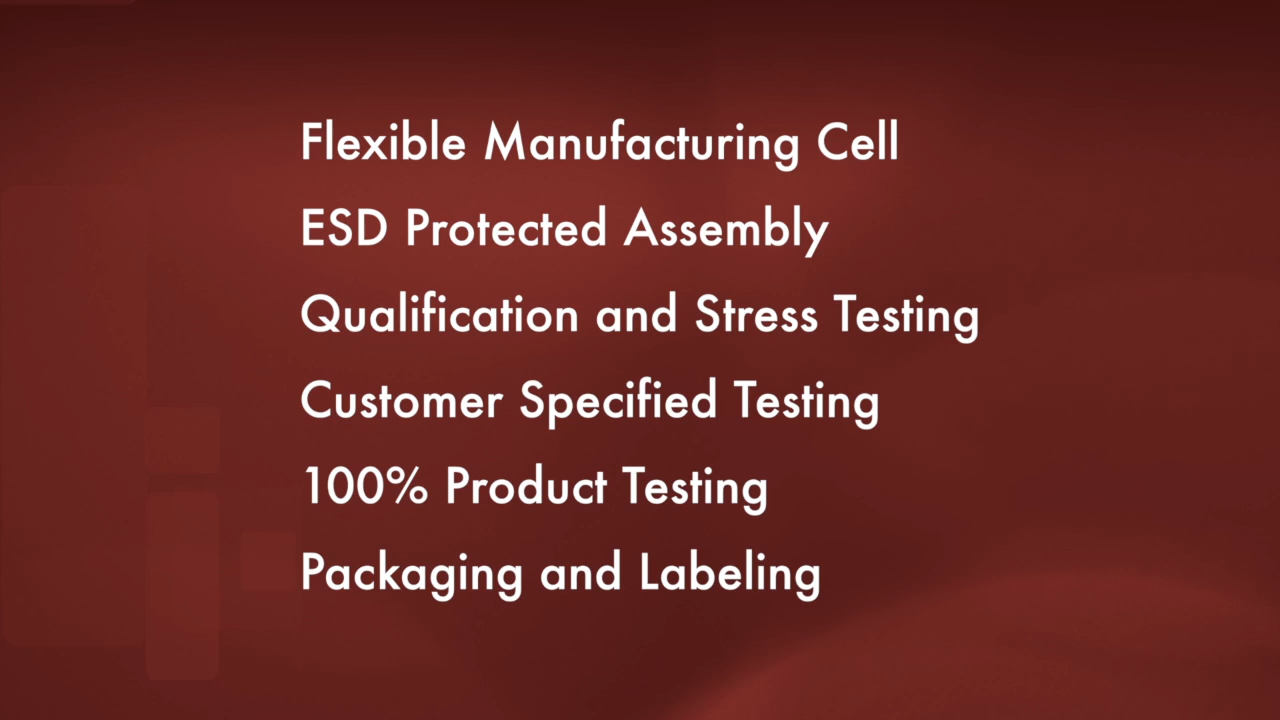 Flexible Manufacturing Cell
ESD Protected Assembly
Qualification and Stress Testing
Customer Specified Testing
100% Product Testing
Packaging and Labeling